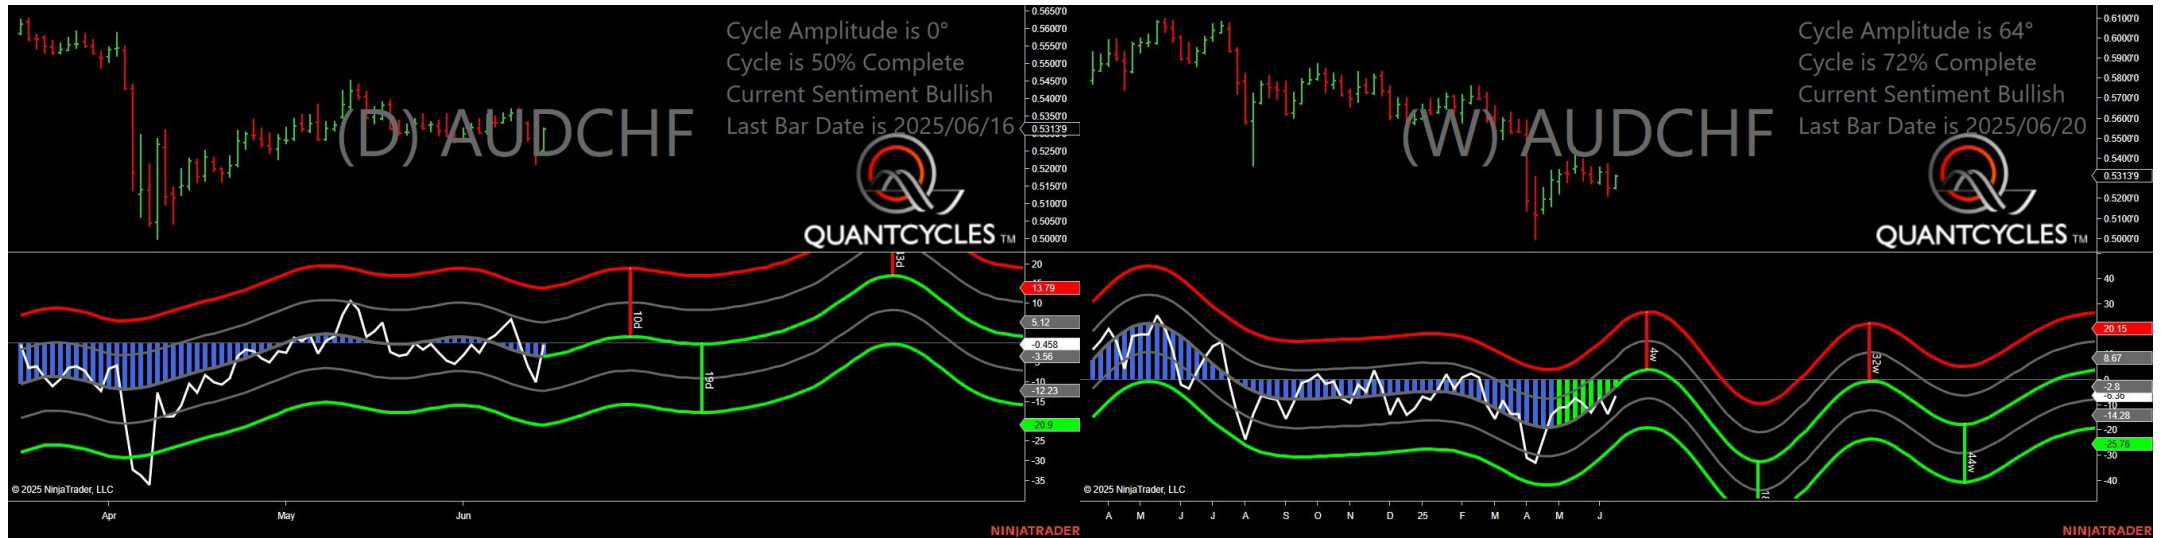 Cycle Amplitude is 0°
Cycle is 50% Complete
Current Sentiment Bullish
Last Bar Date is 2025/06/16
(D) AUDCHF
QUANTCYCLES TM
0.5650'0
0.5600'0
0.5550'0
0.5500'0
0.5450'0
0.5400'0
0.5350'0
0.5313'9
0.5250'0
0.5200'0
0.5150'0
0.5100'0
0.5050'0
0.5000'0
13d
10d
19d
20
13.79
10
5.12
-0.458
-3.56
-10
-12.23
-15
-20.9
-25
-30
-35
© 2025 NinjaTrader, LLC
Apr May Jun
NINJATRADER
Cycle Amplitude is 64°
Cycle is 72% Complete
Current Sentiment Bullish
Last Bar Date is 2025/06/20
(W) AUDCHF
QUANTCYCLES TM
0.6100'0
0.6000'0
0.5900'0
0.5800'0
0.5700'0
0.5600'0
0.5500'0
0.5400'0
0.5313'9
0.5200'0
0.5100'0
0.5000'0
4w
32w
44w
40
30
20.15
8.67
0
-2.8
-6.36
-10
-14.28
-20
-25.76
-30
-40
© 2025 NinjaTrader, LLC
A M J J A S O N D 25 F M A M J
NINJATRADER